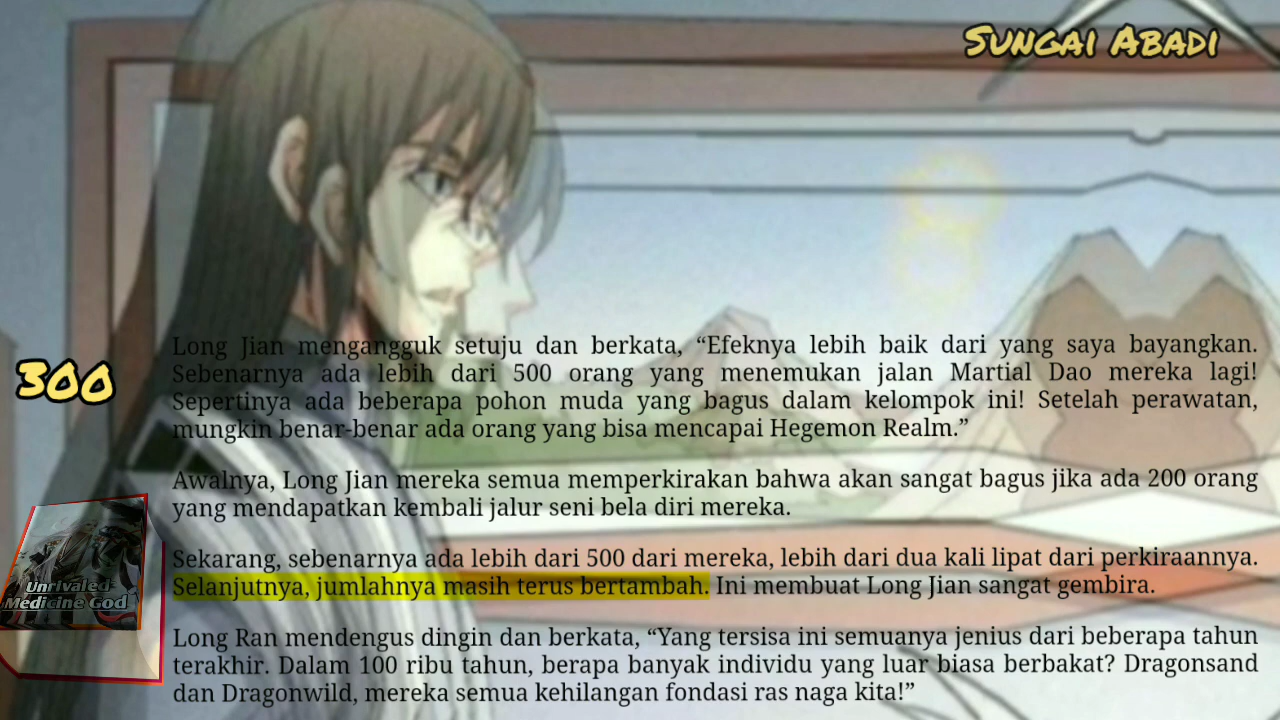 Sungai Abadi
Long Jian mengangguk setuju dan berkata, “Efeknya lebih baik dari yang saya bayangkan.
Sebenarnya ada lebih dari 500 orang yang menemukan jalan Martial Dao mereka lagi!
Sepertinya ada beberapa pohon muda yang bagus dalam kelompok ini! Setelah perawatan,
mungkin benar-benar ada orang yang bisa mencapai Hegemon Realm.”
300
Awalnya, Long Jian mereka semua memperkirakan bahwa akan sangat bagus jika ada 200 orang
yang mendapatkan kembali jalur seni bela diri mereka.
Sekarang, sebenarnya ada lebih dari 500 dari mereka, lebih dari dua kali lipat dari perkiraannya.
Selanjutnya, jumlahnya masih terus bertambah. Ini membuat Long Jian sangat gembira.
Unrivaled
Medicine God
Long Ran mendengus dingin dan berkata, “Yang tersisa ini semuanya jenius dari beberapa tahun
terakhir. Dalam 100 ribu tahun, berapa banyak individu yang luar biasa berbakat? Dragonsand
dan Dragonwild, mereka semua kehilangan fondasi ras naga kita!”